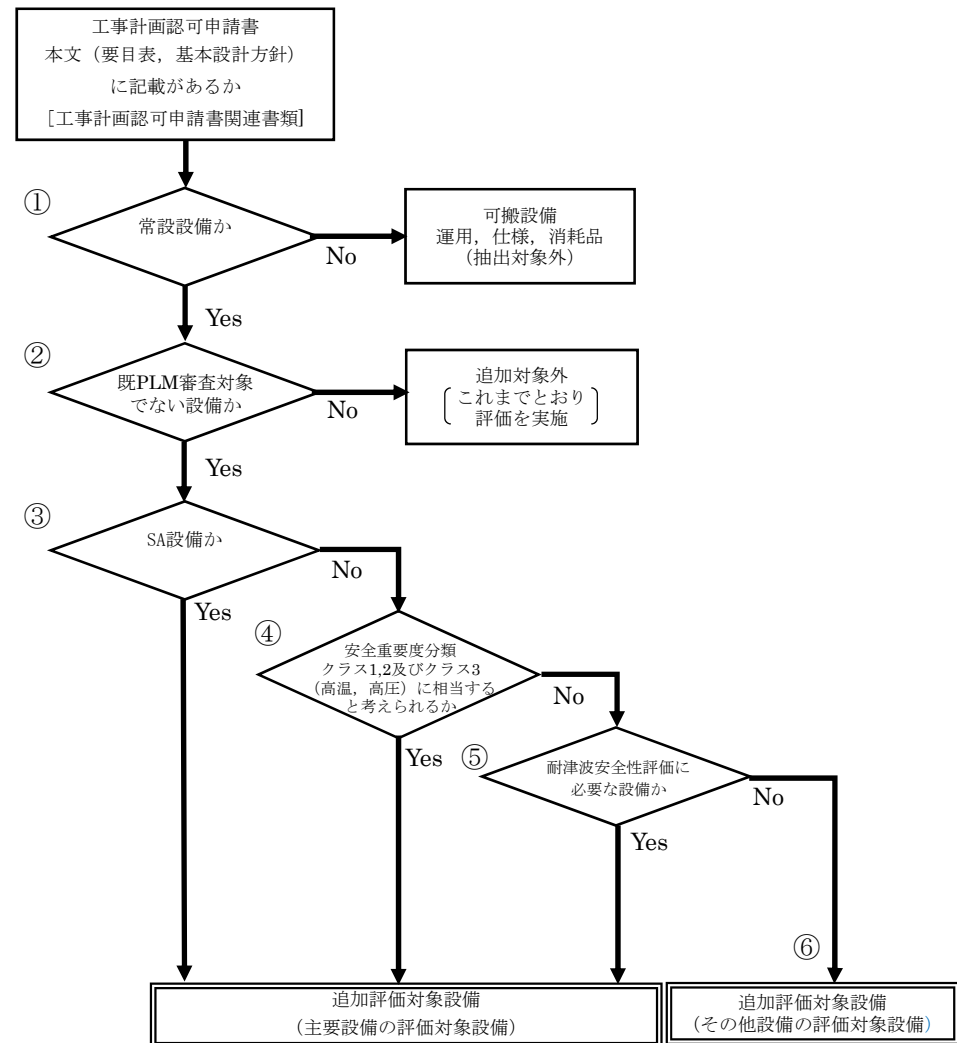 工事計画認可申請書
本文（要目表，基本設計方針）
に記載があるか
［工事計画認可申請書関連書類］
①
常設設備か
No
可搬設備
運用，仕様，消耗品
（抽出対象外）
Yes
②
既PLM審査対象
でない設備か
No
追加対象外
これまでとおり
評価を実施
Yes
③
SA設備か
No
Yes
④
安全重要度分類
クラス1,2及びクラス3
（高温，高圧）に相当する
と考えられるか
No
Yes
⑤
耐津波安全性評価に
必要な設備か
No
Yes
⑥
追加評価対象設備
（主要設備の評価対象設備）
追加評価対象設備
（その他設備の評価対象設備）